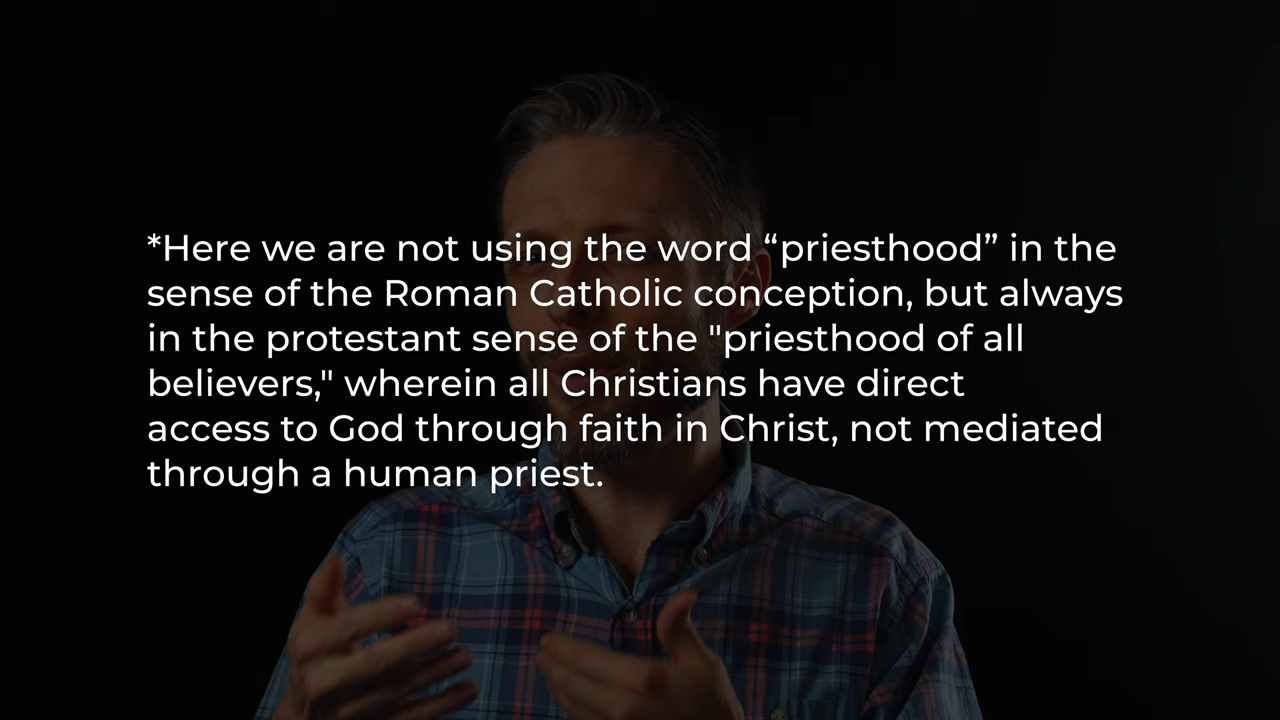 *Here we are not using the word “priesthood” in the
sense of the Roman Catholic conception, but always
in the protestant sense of the "priesthood of all
believers," wherein all Christians have direct
access to God through faith in Christ, not mediated
through a human priest.